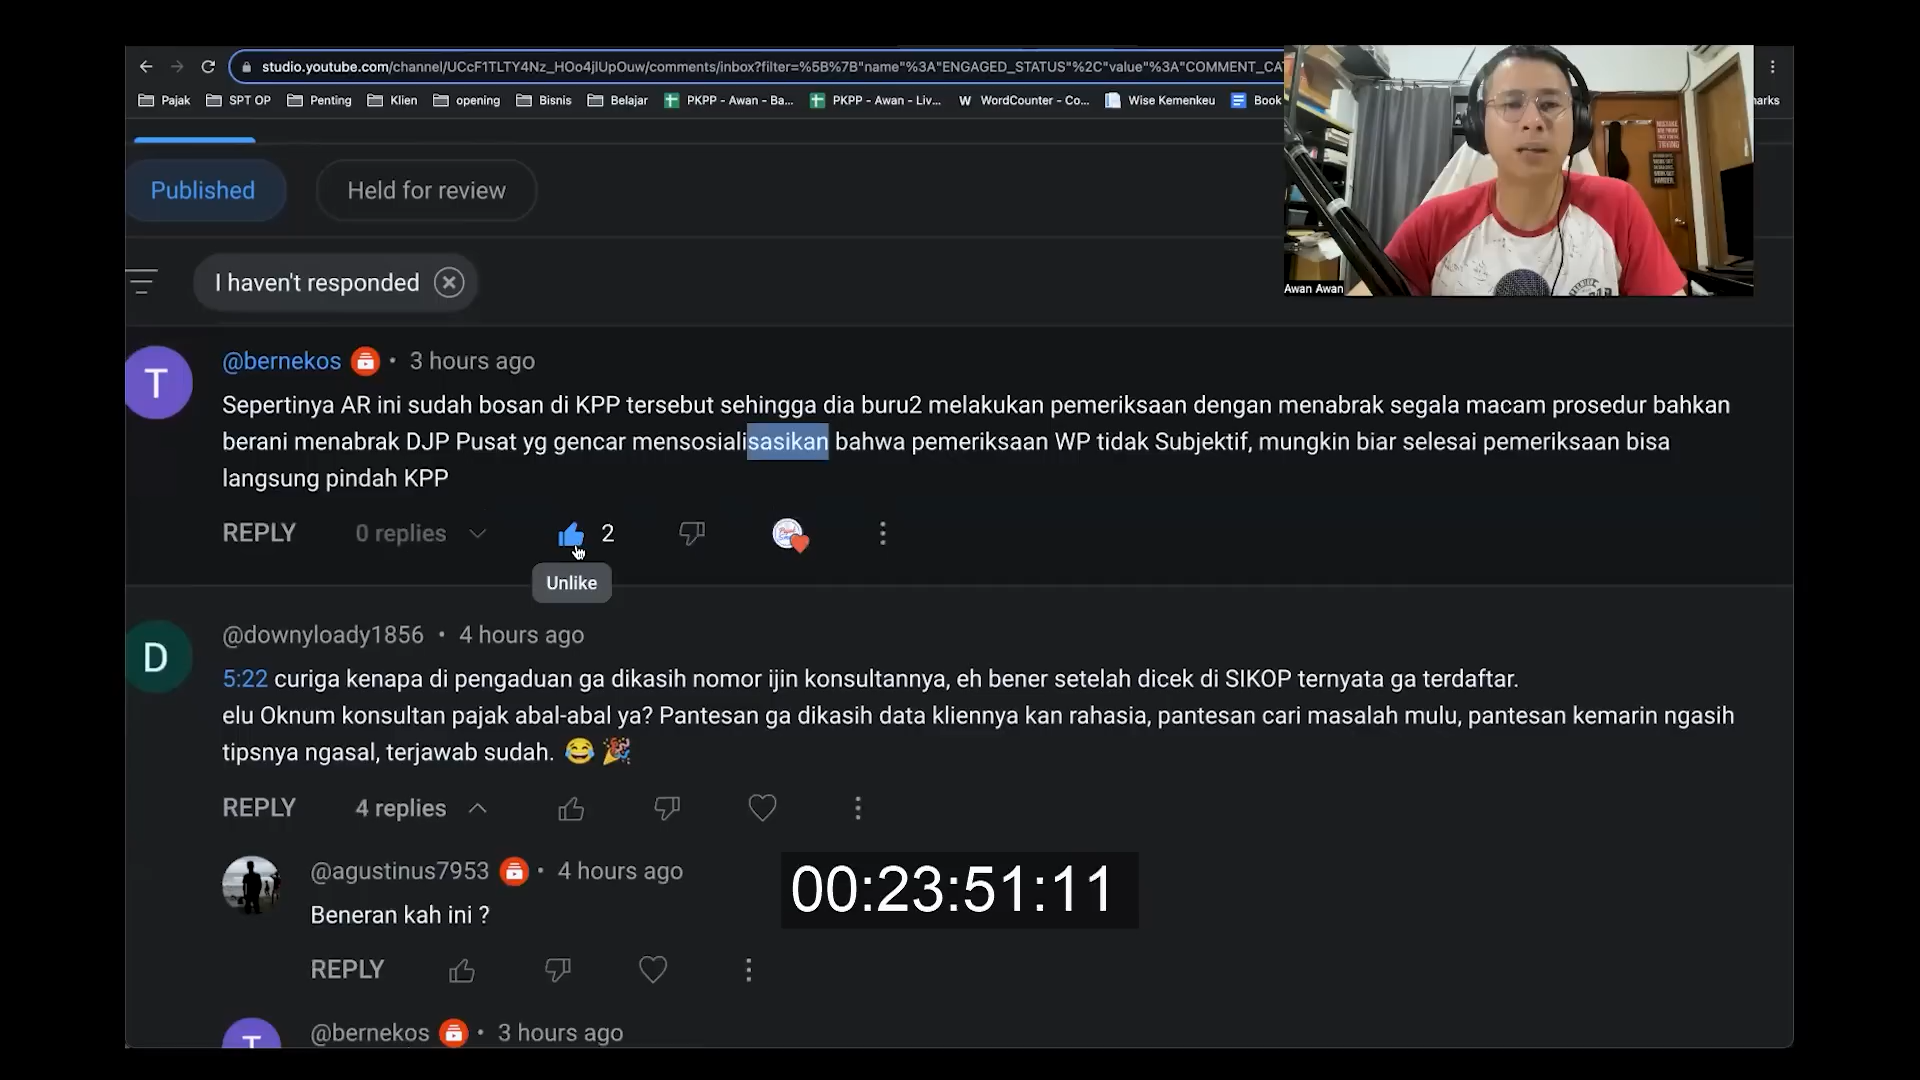 studio.youtube.com/channel/UCcF1TLTY4Nz_HOo4jlUpOuw/comments/inbox?filter=%5B%7B"name"%3A"ENGAGED_STATUS"%2C"value"%3A"COMMENT_CA
Pajak SPT OP Penting Klien opening Bisnis Belajar PKPP - Awan - Ba... PKPP - Awan - Liv... W WordCounter - Co... Wise Kemenkeu Book arks
Published Held for review
Awan Awan
I haven't responded
T
@bernekos • 3 hours ago
Sepertinya AR ini sudah bosan di KPP tersebut sehingga dia buru2 melakukan pemeriksaan dengan menabrak segala macam prosedur bahkan
berani menabrak DJP Pusat yg gencar mensosialisasikan bahwa pemeriksaan WP tidak Subjektif, mungkin biar selesai pemeriksaan bisa
langsung pindah KPP
REPLY 0 replies 2
Unlike
D
@downyloady1856 • 4 hours ago
5:22 curiga kenapa di pengaduan ga dikasih nomor ijin konsultannya, eh bener setelah dicek di SIKOP ternyata ga terdaftar.
elu Oknum konsultan pajak abal-abal ya? Pantesan ga dikasih data kliennya kan rahasia, pantesan cari masalah mulu, pantesan kemarin ngasih
tipsnya ngasal, terjawab sudah. 😂 🎉
REPLY 4 replies
@agustinus7953 • 4 hours ago
Beneran kah ini ?
00:23:51:11
REPLY
T
@bernekos • 3 hours ago